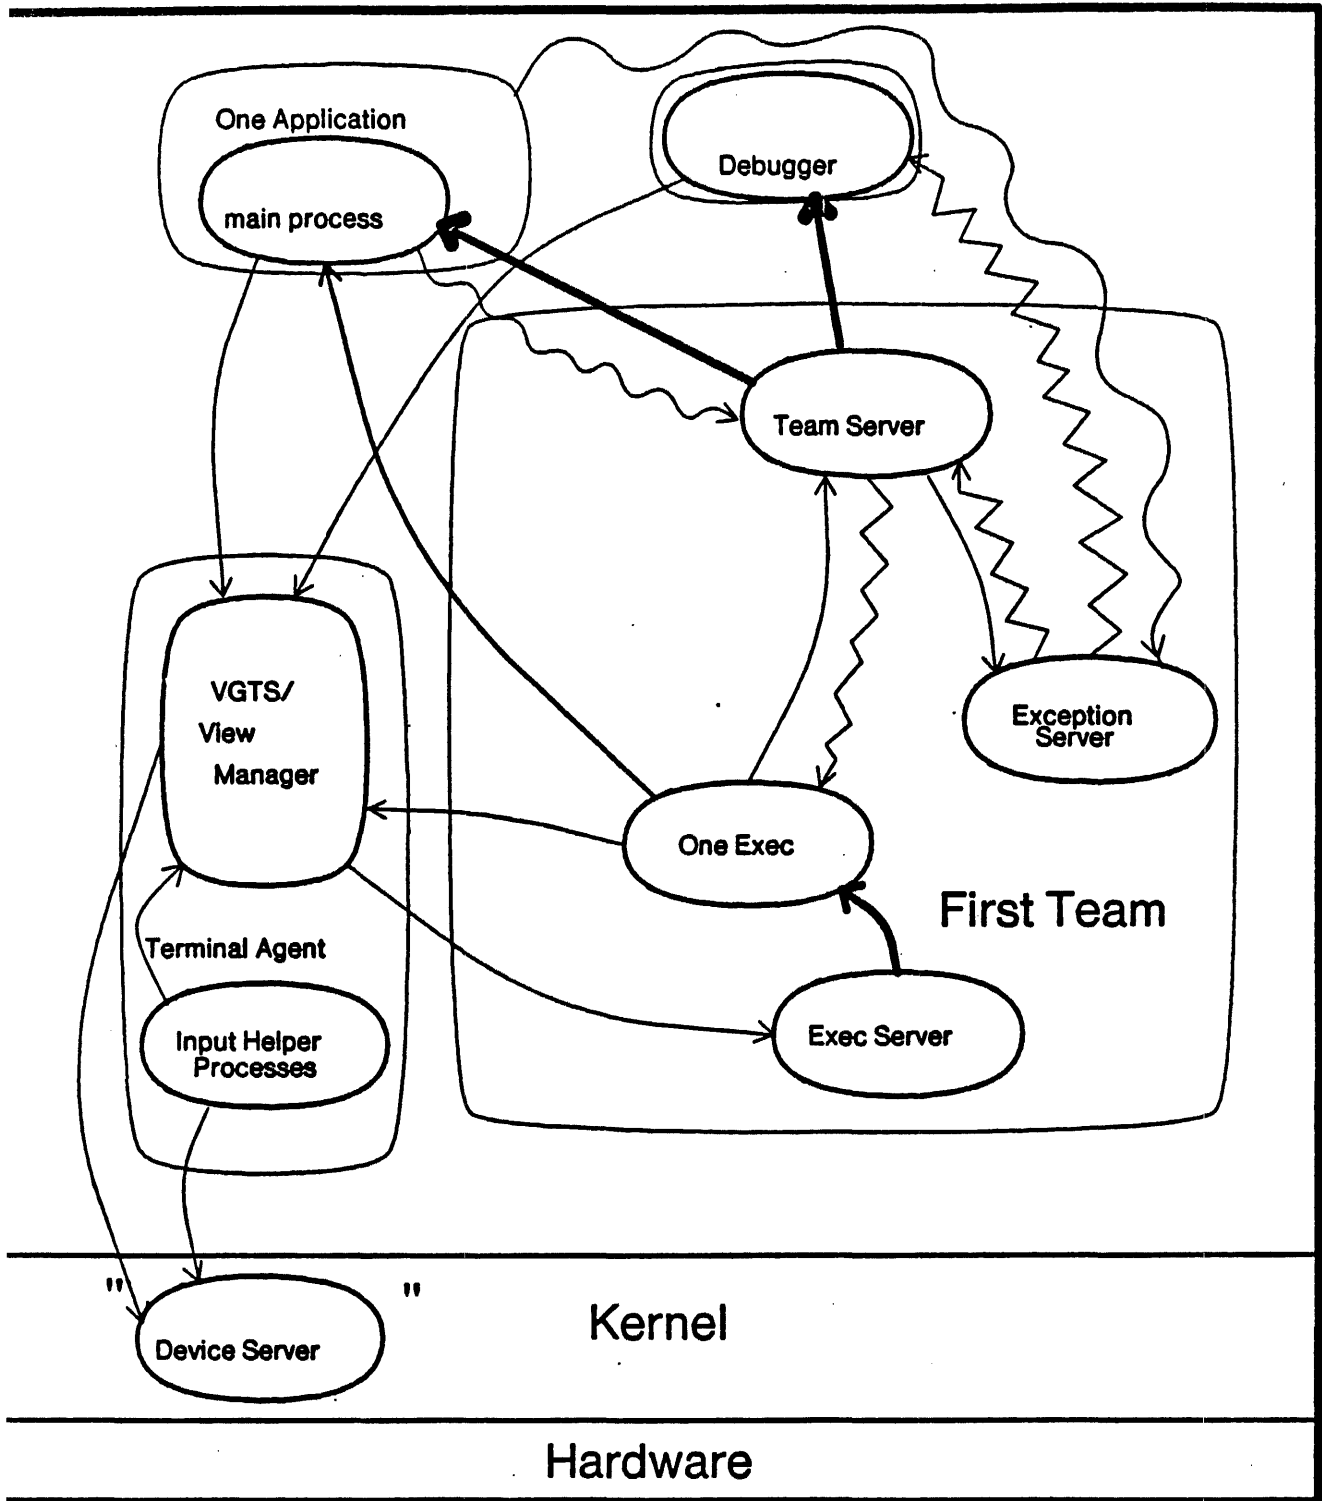 One Application
main process
Debugger
Team Server
VGTS/
View
Manager
Exception
Server
One Exec
First Team
Terminal Agent
Input Helper
Processes
Exec Server
" "
Kernel
Device Server
Hardware